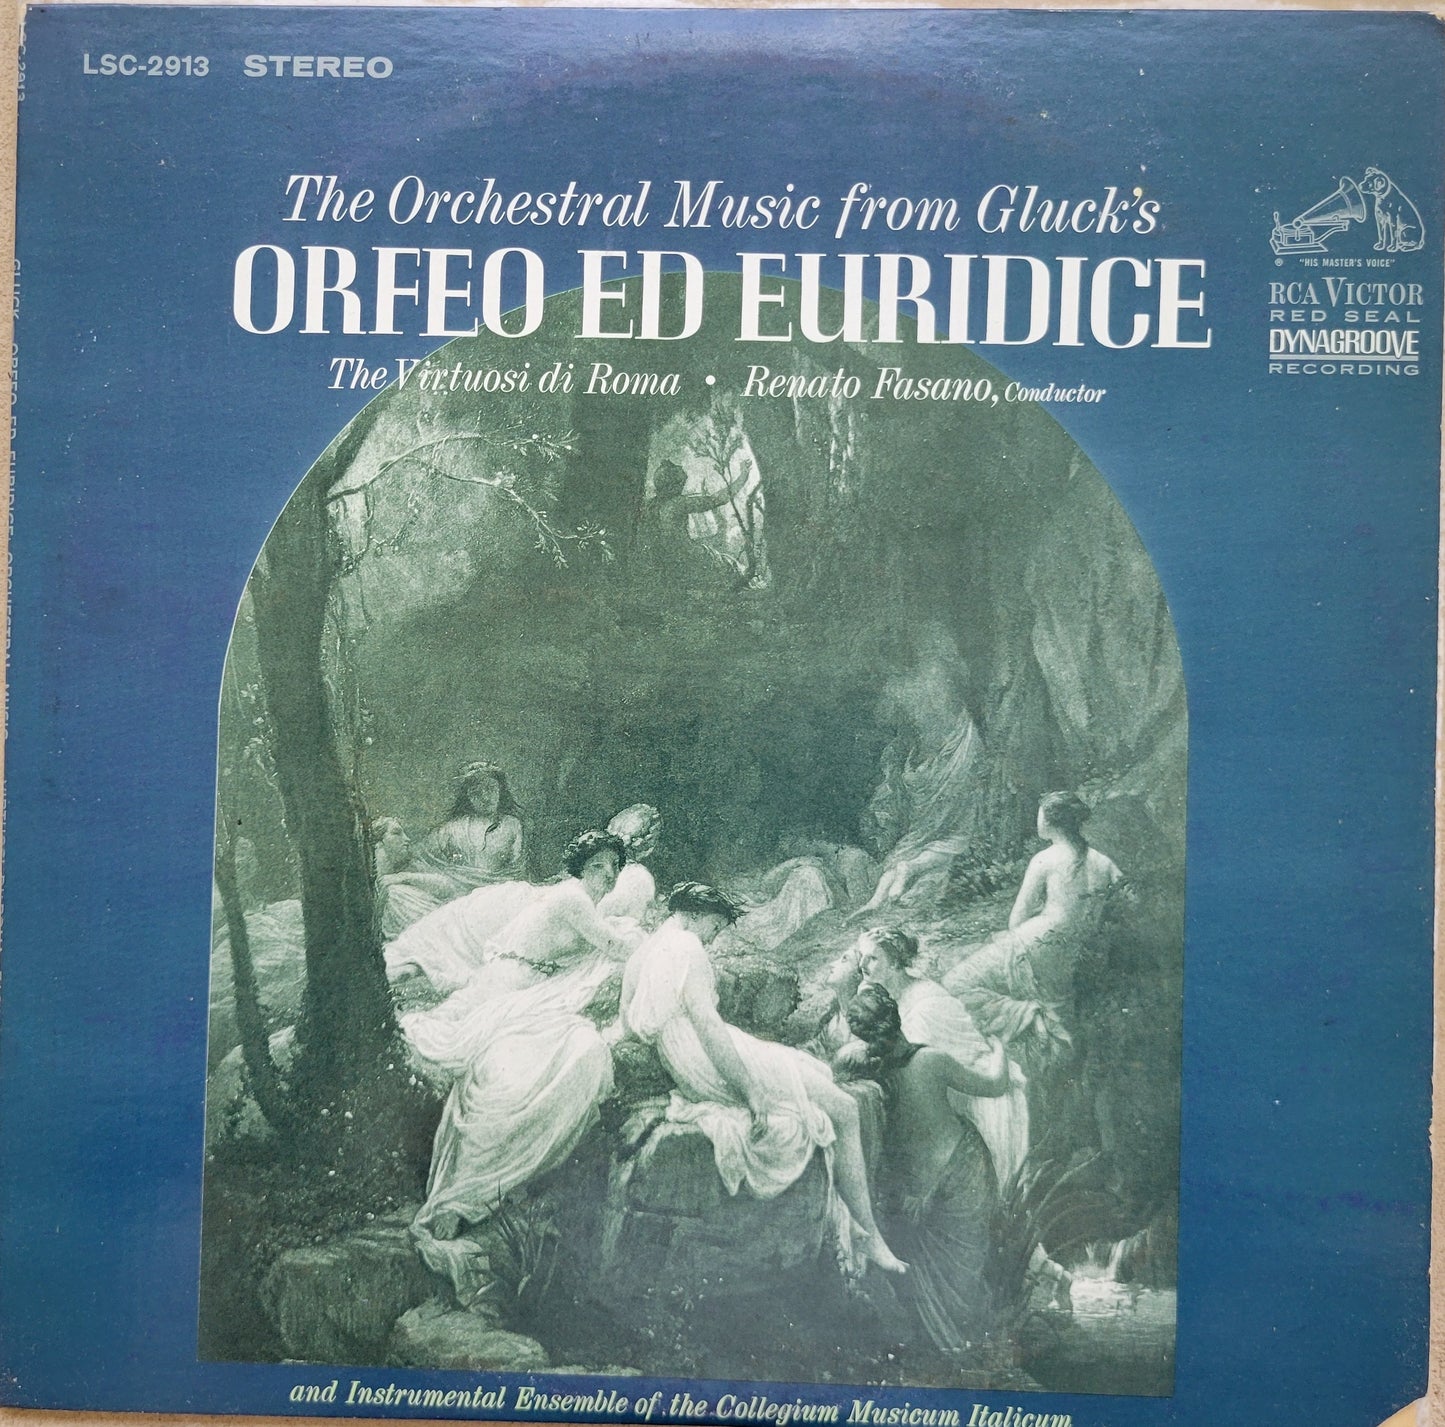 LSC-2913 STEREO
The Orchestral Music from Gluck's
ORFEO ED EURIDICE
The Virtuosi di Roma • Renato Fasano, Conductor
® "HIS MASTER'S VOICE"
RCA VICTOR
RED SEAL
DYNAGROOVE
RECORDING
and Instrumental Ensemble of the Collegium Musicum Italicum